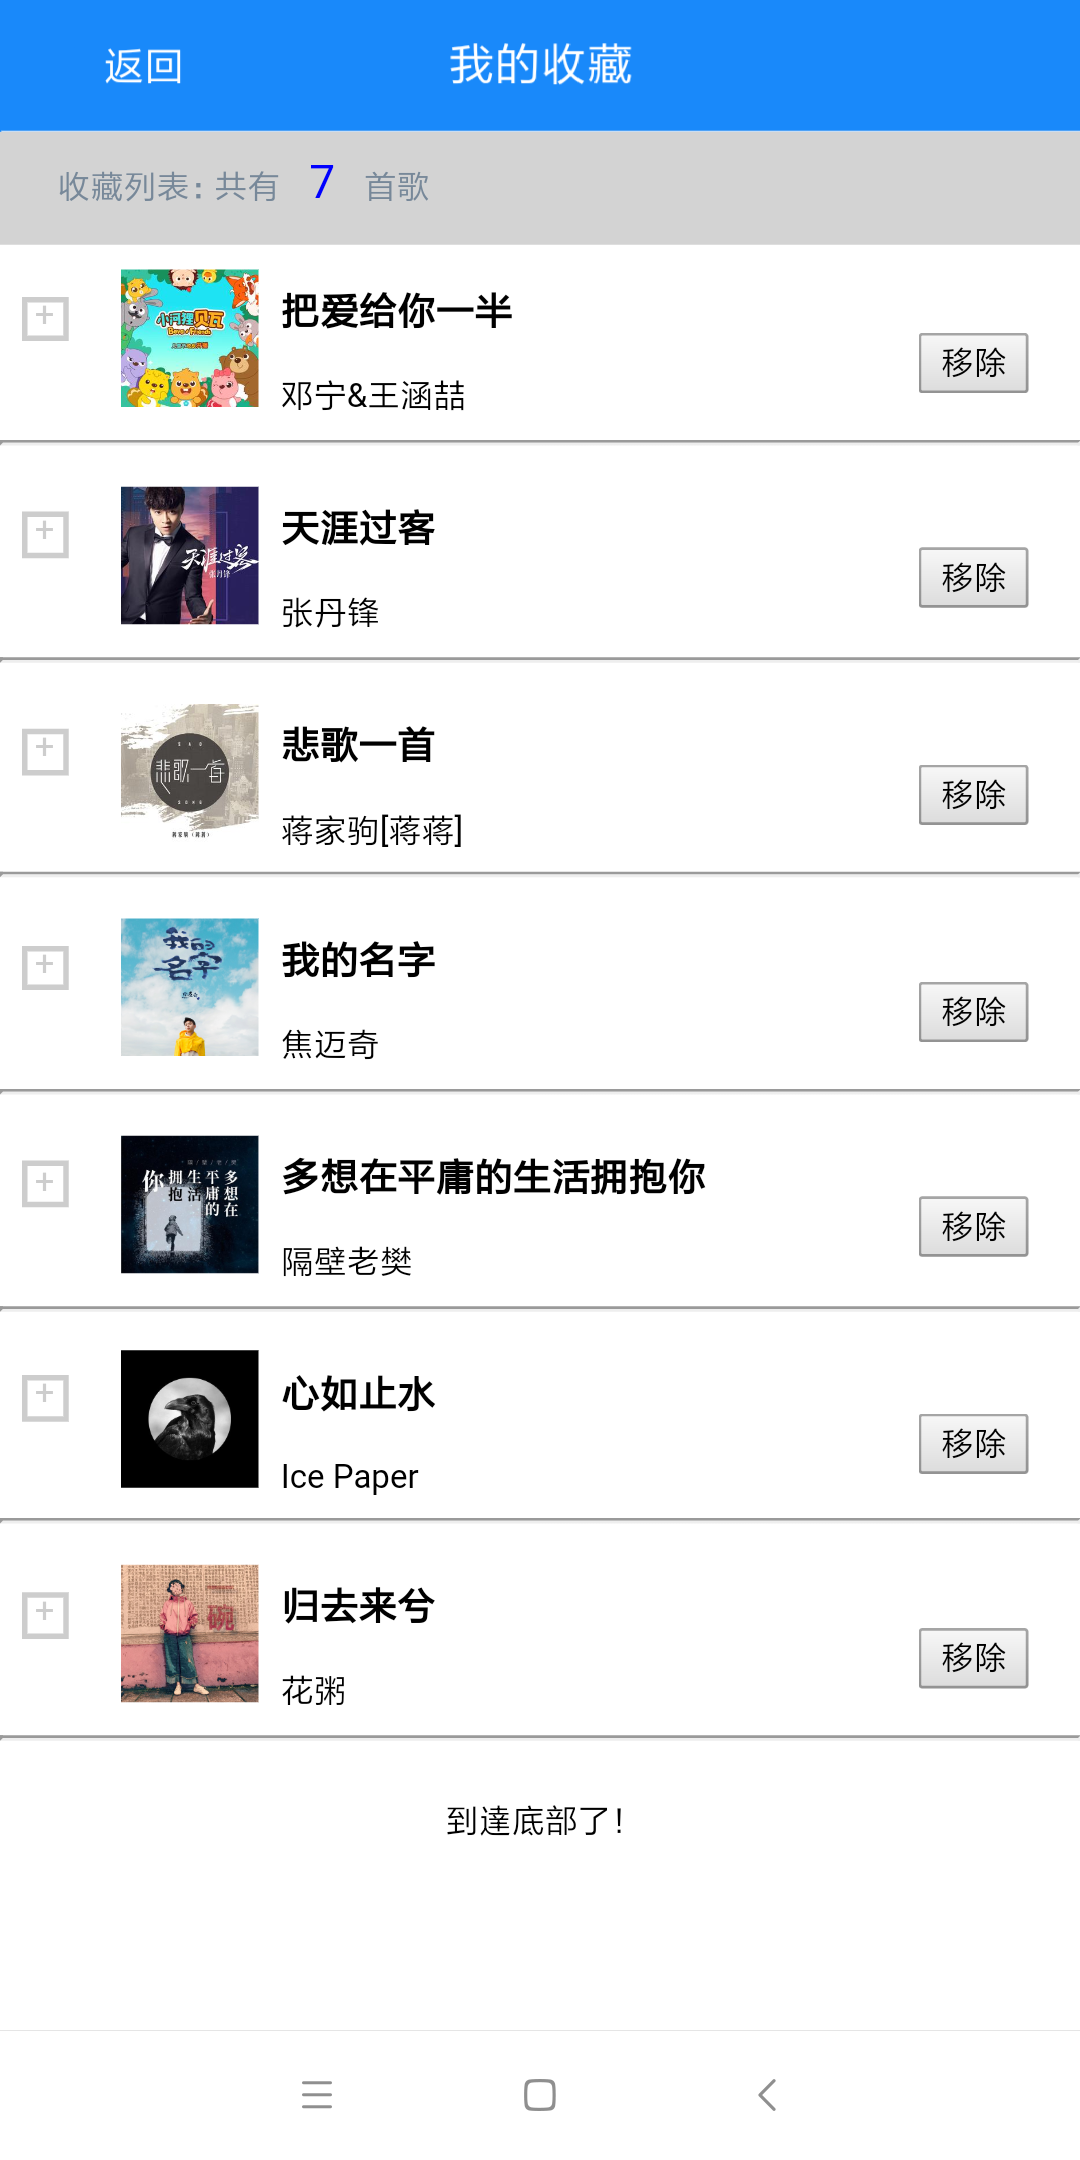 返回
我的收藏
收藏列表: 共有 7 首歌
小河狸贝瓦
把爱给你一半
邓宁&王涵喆
移除
天涯过客
张丹锋
天涯过客
张丹锋
移除
SAD
悲歌一首
SONG
悲歌一首
蒋家驹[蒋蒋]
移除
我的
名字
我的名字
焦迈奇
移除
多想在
平庸的
生活
拥抱
你
多想在平庸的生活拥抱你
隔壁老樊
移除
心如止水
Ice Paper
移除
一碗
归去来兮
花粥
移除
到達底部了!